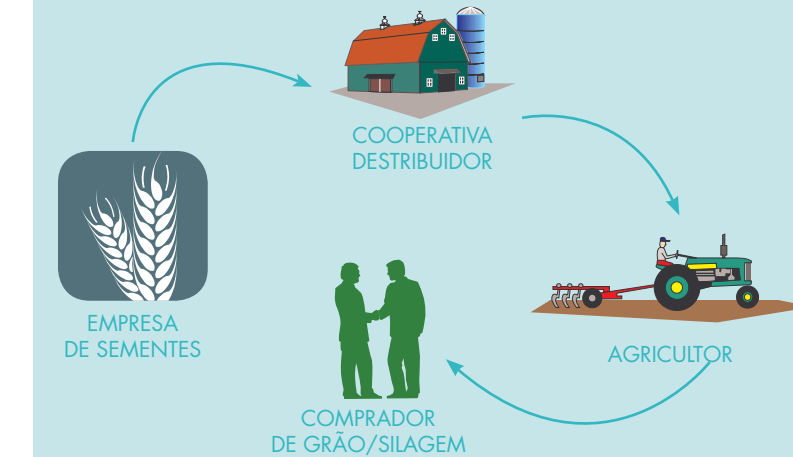 COOPERATIVA
DESTRIBUIDOR
EMPRESA
DE SEMENTES
AGRICULTOR
COMPRADOR
DE GRÃO/SILAGEM